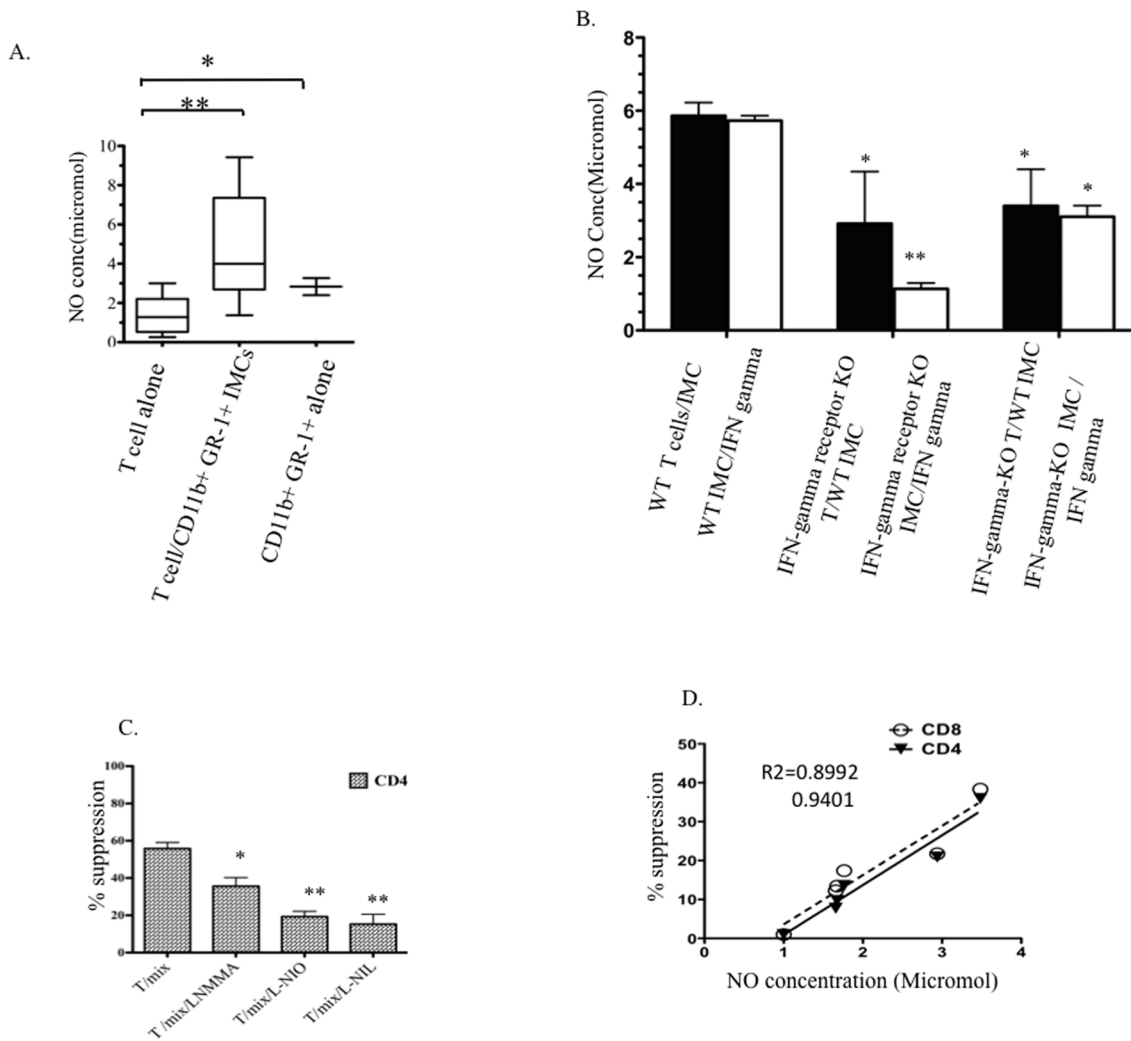 A.
*
**
NO conc(micromol)
10
8
6
4
2
0
T cell alone
T cell/CD11b+ GR-1+ IMCs
CD11b+ GR-1+ alone
B.
NO Conc(Micromol)
8
6
4
2
0
*
**
*
*
WT T cells/IMC
WT IMC/IFN gamma
IFN-gamma receptor KO
T/WT IMC
IFN-gamma receptor KO
IMC/IFN gamma
IFN-gamma-KO T/WT IMC
IFN-gamma-KO IMC /
IFN gamma
C.
% suppression
100
80
60
40
20
0
CD4
*
**
**
T/mix
T /mix/LNMMA
T/mix/L-NIO
T/mix/L-NIL
D.
CD8
CD4
R2=0.8992
0.9401
% suppression
50
40
30
20
10
0
0 1 2 3 4
NO concentration (Micromol)